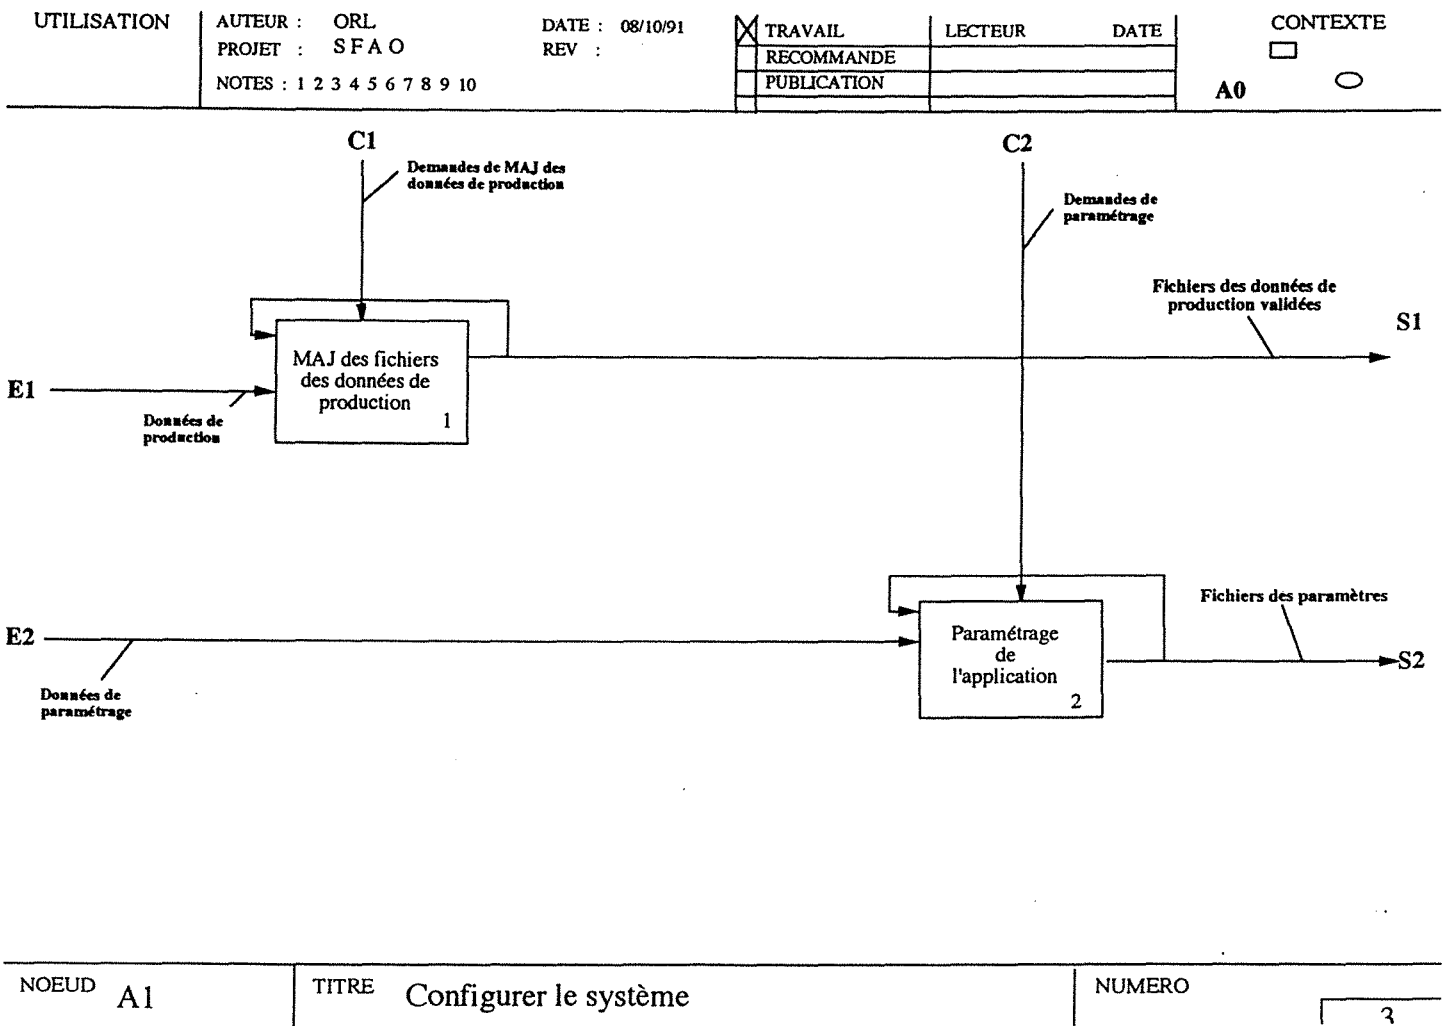 UTILISATION
AUTEUR : ORL
DATE : 08/10/91
PROJET : SFAO
REV :
NOTES : 1 2 3 4 5 6 7 8 9 10
TRAVAIL
LECTEUR
DATE
RECOMMANDE
PUBLICATION
CONTEXTE
A0
C1
Demandes de MAJ des
données de production
C2
Demandes de
paramétrage
Fichiers des données de
production validées
S1
MAJ des fichiers
des données de
production
1
E1
Données de
production
Fichiers des paramètres
E2
Paramétrage
de
l'application
2
S2
Données de
paramétrage
NOEUD A1
TITRE Configurer le système
NUMERO
3